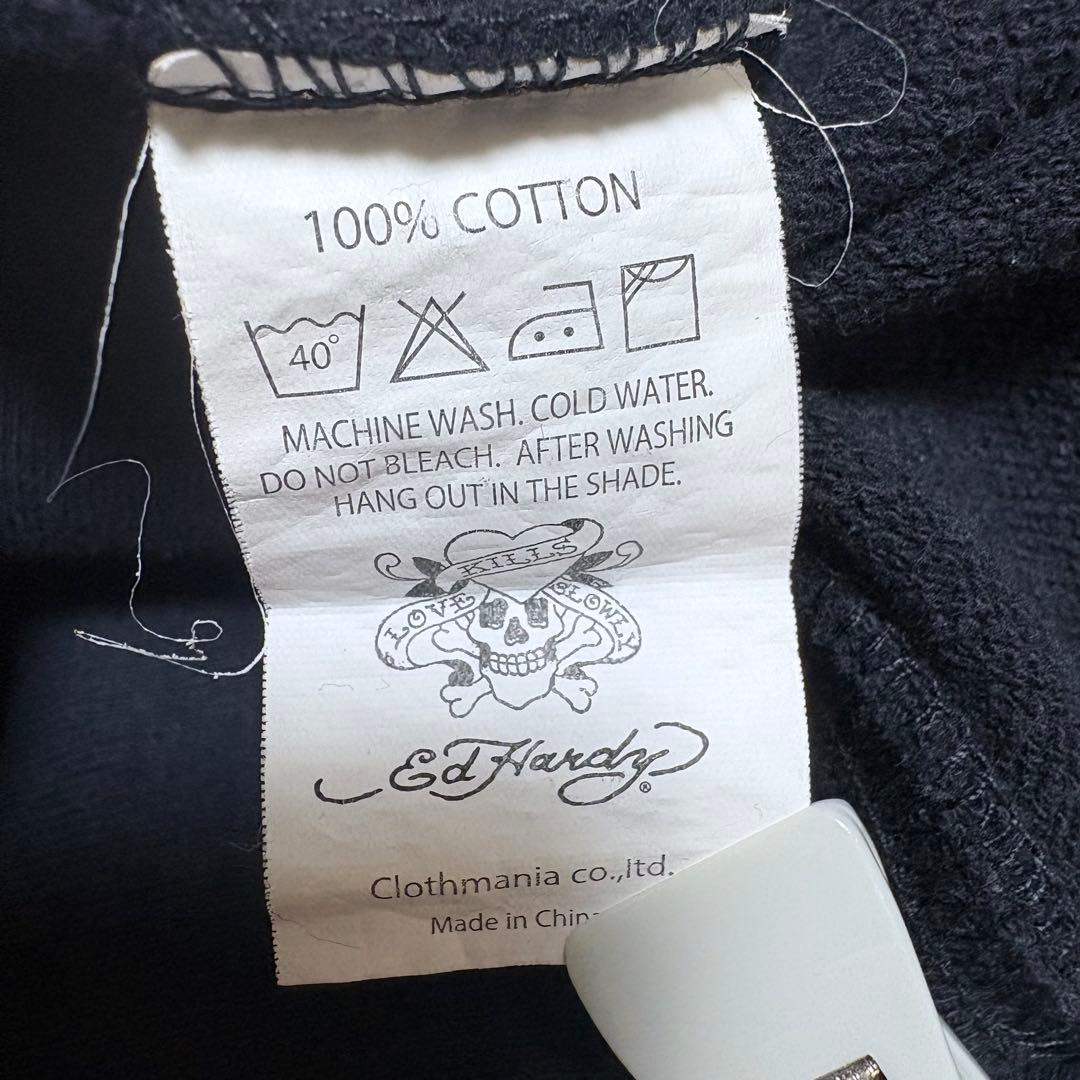 100% COTTON
40°
MACHINE WASH. COLD WATER.
DO NOT BLEACH. AFTER WASHING
HANG OUT IN THE SHADE.
KILLS
LOVE SLOWLY
Ed Hardy®
Clothmania co.,ltd.
Made in China